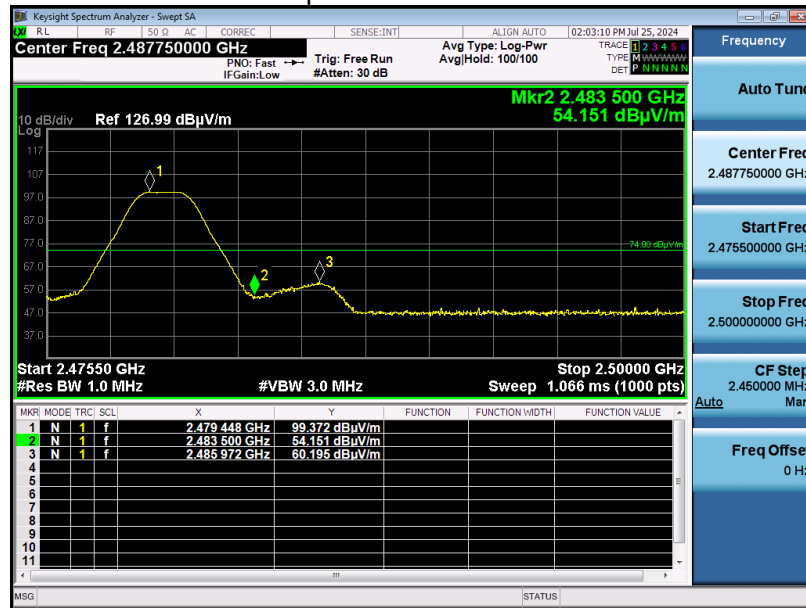 Keysight Spectrum Analyzer - Swept SA
LXI RL RF 50 Ω AC CORREC SENSE:INT ALIGN AUTO 02:03:10 PM Jul 25, 2024
Center Freq 2.487750000 GHz
PNO: Fast
IFGain:Low
Trig: Free Run
#Atten: 30 dB
Avg Type: Log-Pwr
Avg|Hold: 100/100
TRACE 1 2 3 4 5 6
TYPE M WWWWW
DET P N N N N N
Mkr2 2.483 500 GHz
54.151 dBµV/m
10 dB/div Ref 126.99 dBµV/m
Log
117
107
97.0
87.0
77.0
67.0
57.0
47.0
37.0
1
2
3
74.00 dBµV/m
Start 2.47550 GHz Stop 2.50000 GHz
#Res BW 1.0 MHz #VBW 3.0 MHz Sweep 1.066 ms (1000 pts)
MKR MODE TRC SCL X Y FUNCTION FUNCTION WIDTH FUNCTION VALUE
1 N 1 f 2.479 448 GHz 99.372 dBµV/m
2 N 1 f 2.483 500 GHz 54.151 dBµV/m
3 N 1 f 2.485 972 GHz 60.195 dBµV/m
4
5
6
7
8
9
10
11
MSG STATUS
Frequency
Auto Tune
Center Freq
2.487750000 GHz
Start Freq
2.475500000 GHz
Stop Freq
2.500000000 GHz
CF Step
2.450000 MHz
Auto Man
Freq Offset
0 Hz